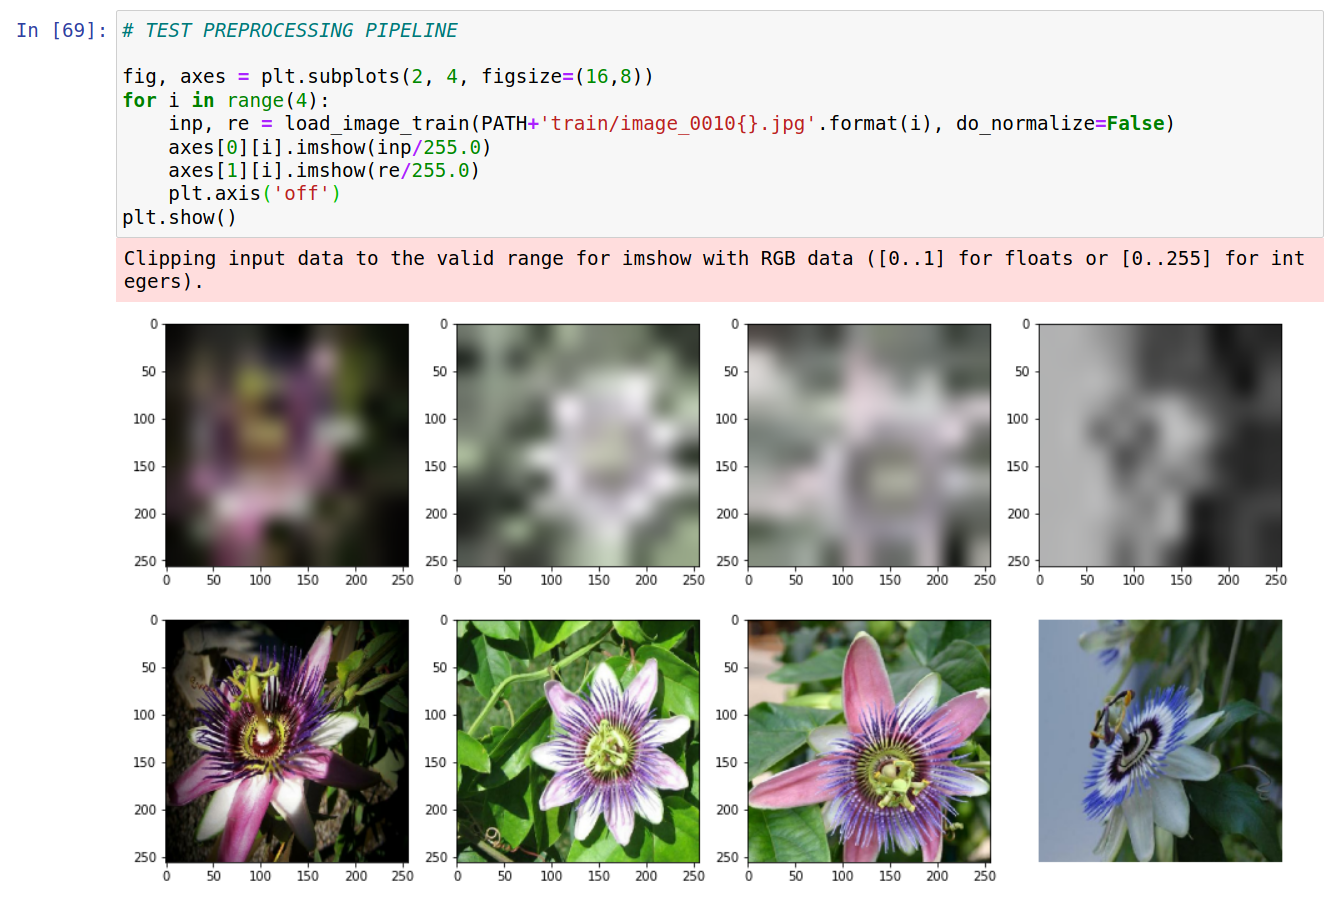 In [69]:
# TEST PREPROCESSING PIPELINE
fig, axes = plt.subplots(2, 4, figsize=(16,8))
for i in range(4):
    inp, re = load_image_train(PATH+'train/image_0010{}.jpg'.format(i), do_normalize=False)
    axes[0][i].imshow(inp/255.0)
    axes[1][i].imshow(re/255.0)
    plt.axis('off')
plt.show()
Clipping input data to the valid range for imshow with RGB data ([0..1] for floats or [0..255] for int
egers).
0 0 0 0
50 50 50 50
100 100 100 100
150 150 150 150
200 200 200 200
250 250 250 250
0 50 100 150 200 250 0 50 100 150 200 250 0 50 100 150 200 250 0 50 100 150 200 250
0 0 0
50 50 50
100 100 100
150 150 150
200 200 200
250 250 250
0 50 100 150 200 250 0 50 100 150 200 250 0 50 100 150 200 250